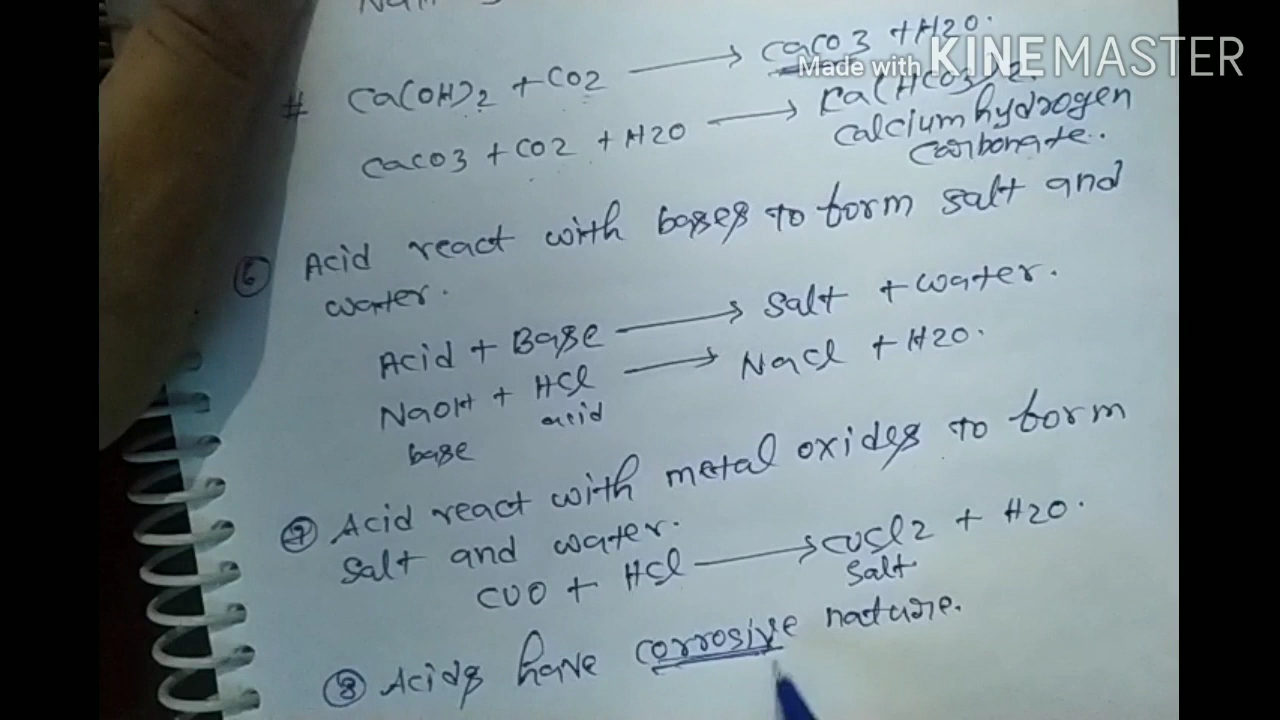 # Ca(OH)2 + CO2 → CaCO3 + H2O.
Made with KINEMASTER
CaCO3 + CO2 + H2O → Ca(HCO3)2.
calcium hydrogen
carbonate..
⑥ Acid react with bases to form salt and
water.
Acid + Base → Salt + water.
NaOH + HCl → NaCl + H2O.
base acid
⑦ Acid react with metal oxides to form
salt and water.
CUO + HCl → CUCl2 + H2O.
Salt
⑧ Acids have corrosive nature.